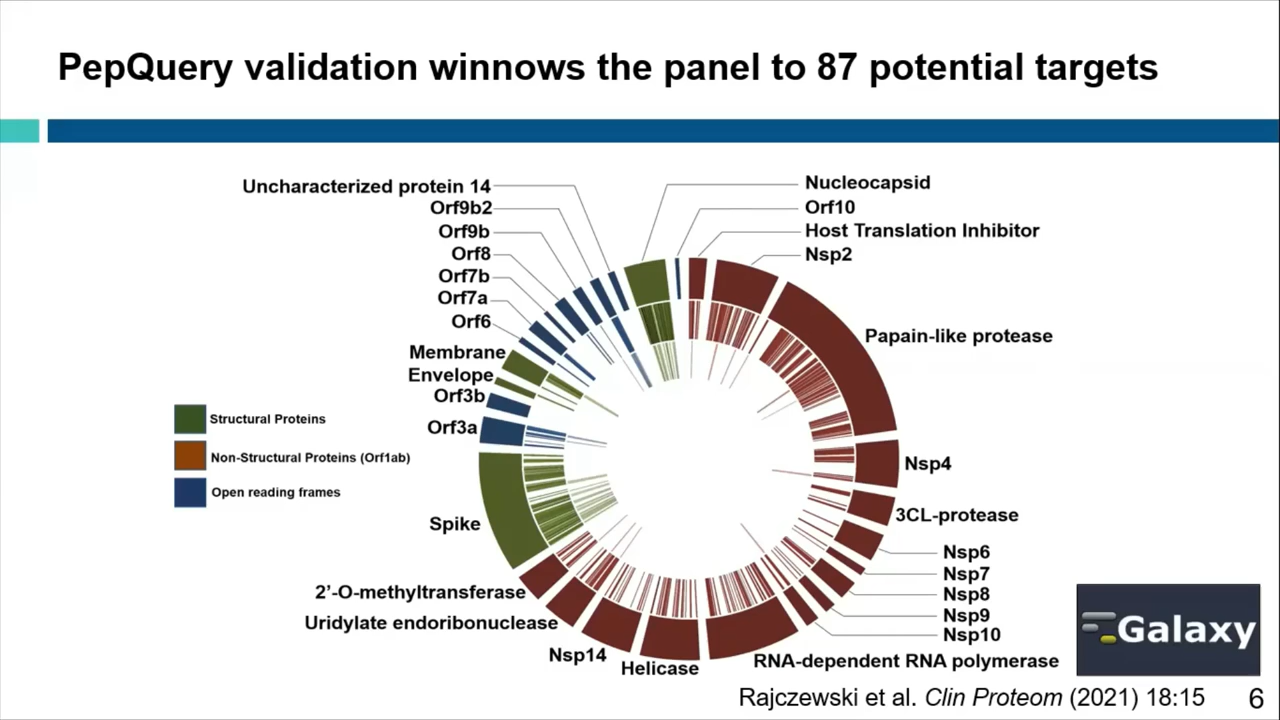 PepQuery validation winnows the panel to 87 potential targets
Uncharacterized protein 14
Orf9b2
Orf9b
Orf8
Orf7b
Orf7a
Orf6
Membrane
Envelope
Orf3b
Orf3a
Spike
2’-O-methyltransferase
Uridylate endoribonuclease
Nsp14
Helicase
Nucleocapsid
Orf10
Host Translation Inhibitor
Nsp2
Papain-like protease
Nsp4
3CL-protease
Nsp6
Nsp7
Nsp8
Nsp9
Nsp10
RNA-dependent RNA polymerase
Structural Proteins
Non-Structural Proteins (Orf1ab)
Open reading frames
Galaxy
Rajczewski et al. Clin Proteom (2021) 18:15
6